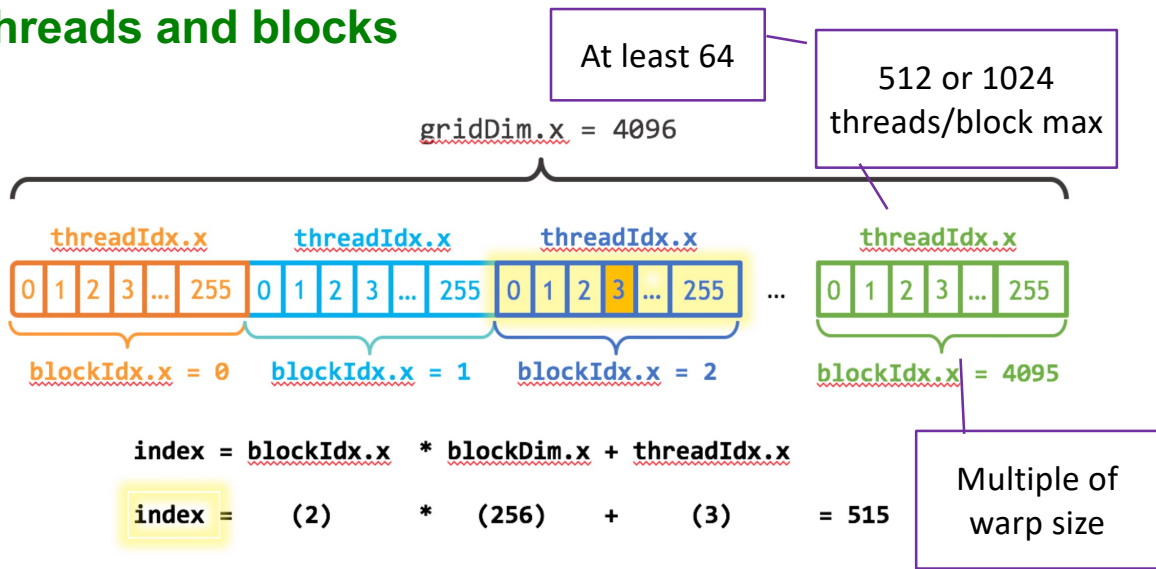 hreads and blocks
At least 64
512 or 1024
threads/block max
gridDim.x = 4096
threadIdx.x threadIdx.x threadIdx.x threadIdx.x
0 1 2 3 ... 255 0 1 2 3 ... 255 0 1 2 3 ... 255 ... 0 1 2 3 ... 255
blockIdx.x = 0 blockIdx.x = 1 blockIdx.x = 2 blockIdx.x = 4095
index = blockIdx.x * blockDim.x + threadIdx.x
index = (2) * (256) + (3) = 515
Multiple of
warp size